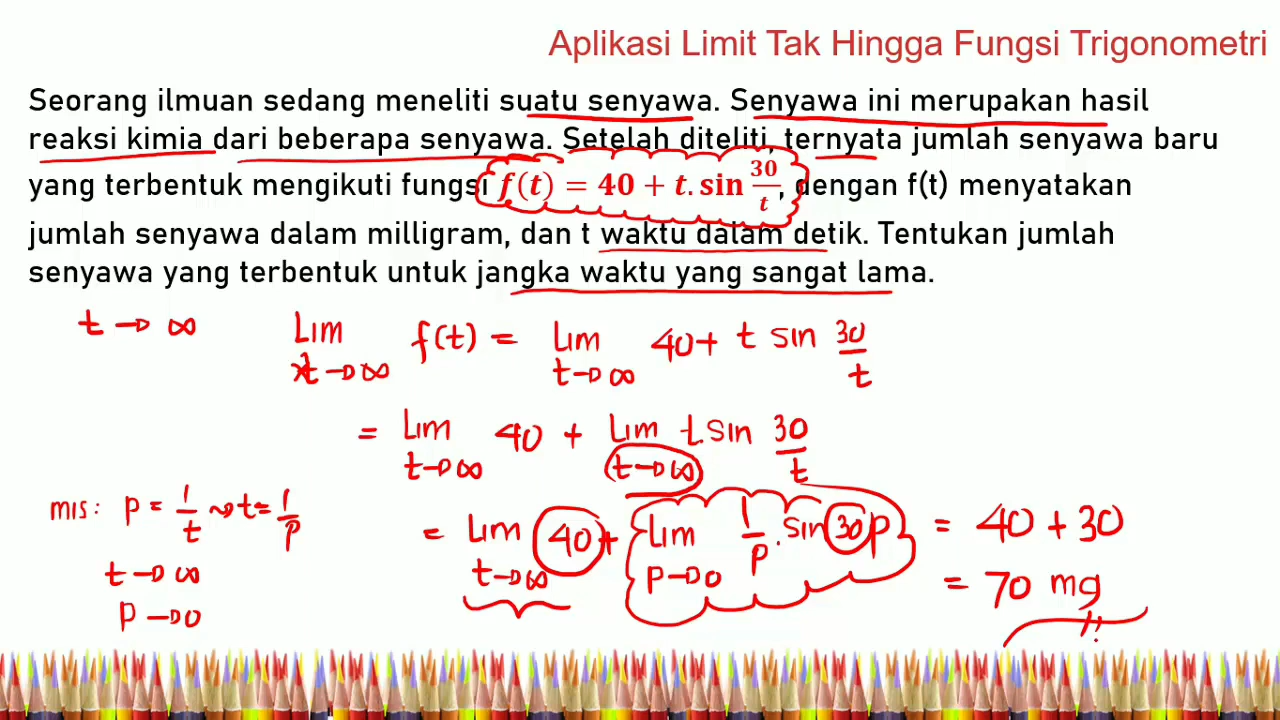 Aplikasi Limit Tak Hingga Fungsi Trigonometri
Seorang ilmuan sedang meneliti suatu senyawa. Senyawa ini merupakan hasil
reaksi kimia dari beberapa senyawa. Setelah diteliti, ternyata jumlah senyawa baru
yang terbentuk mengikuti fungsi f(t) = 40 + t. sin 30/t, dengan f(t) menyatakan
jumlah senyawa dalam milligram, dan t waktu dalam detik. Tentukan jumlah
senyawa yang terbentuk untuk jangka waktu yang sangat lama.
t → ∞ Lim t→∞ f(t) = Lim t→∞ 40 + t sin 30/t
= Lim t→∞ 40 + Lim t→∞ t sin 30/t
mis: p = 1/t ⇝ t = 1/p
= Lim t→∞ 40 + Lim p→0 1/p . sin 30p = 40 + 30
t → ∞
p → 0
= 70 mg